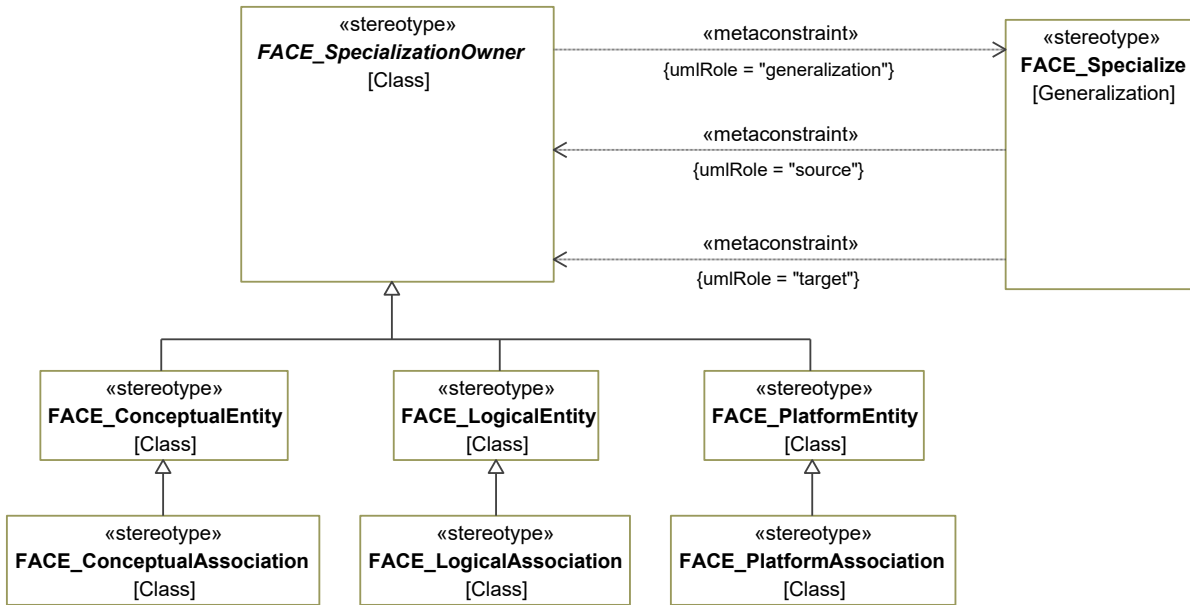 «stereotype»
FACE_SpecializationOwner
[Class]
«metaconstraint»
{umlRole = "generalization"}
«metaconstraint»
{umlRole = "source"}
«metaconstraint»
{umlRole = "target"}
«stereotype»
FACE_Specialize
[Generalization]
«stereotype»
FACE_ConceptualEntity
[Class]
«stereotype»
FACE_LogicalEntity
[Class]
«stereotype»
FACE_PlatformEntity
[Class]
«stereotype»
FACE_ConceptualAssociation
[Class]
«stereotype»
FACE_LogicalAssociation
[Class]
«stereotype»
FACE_PlatformAssociation
[Class]